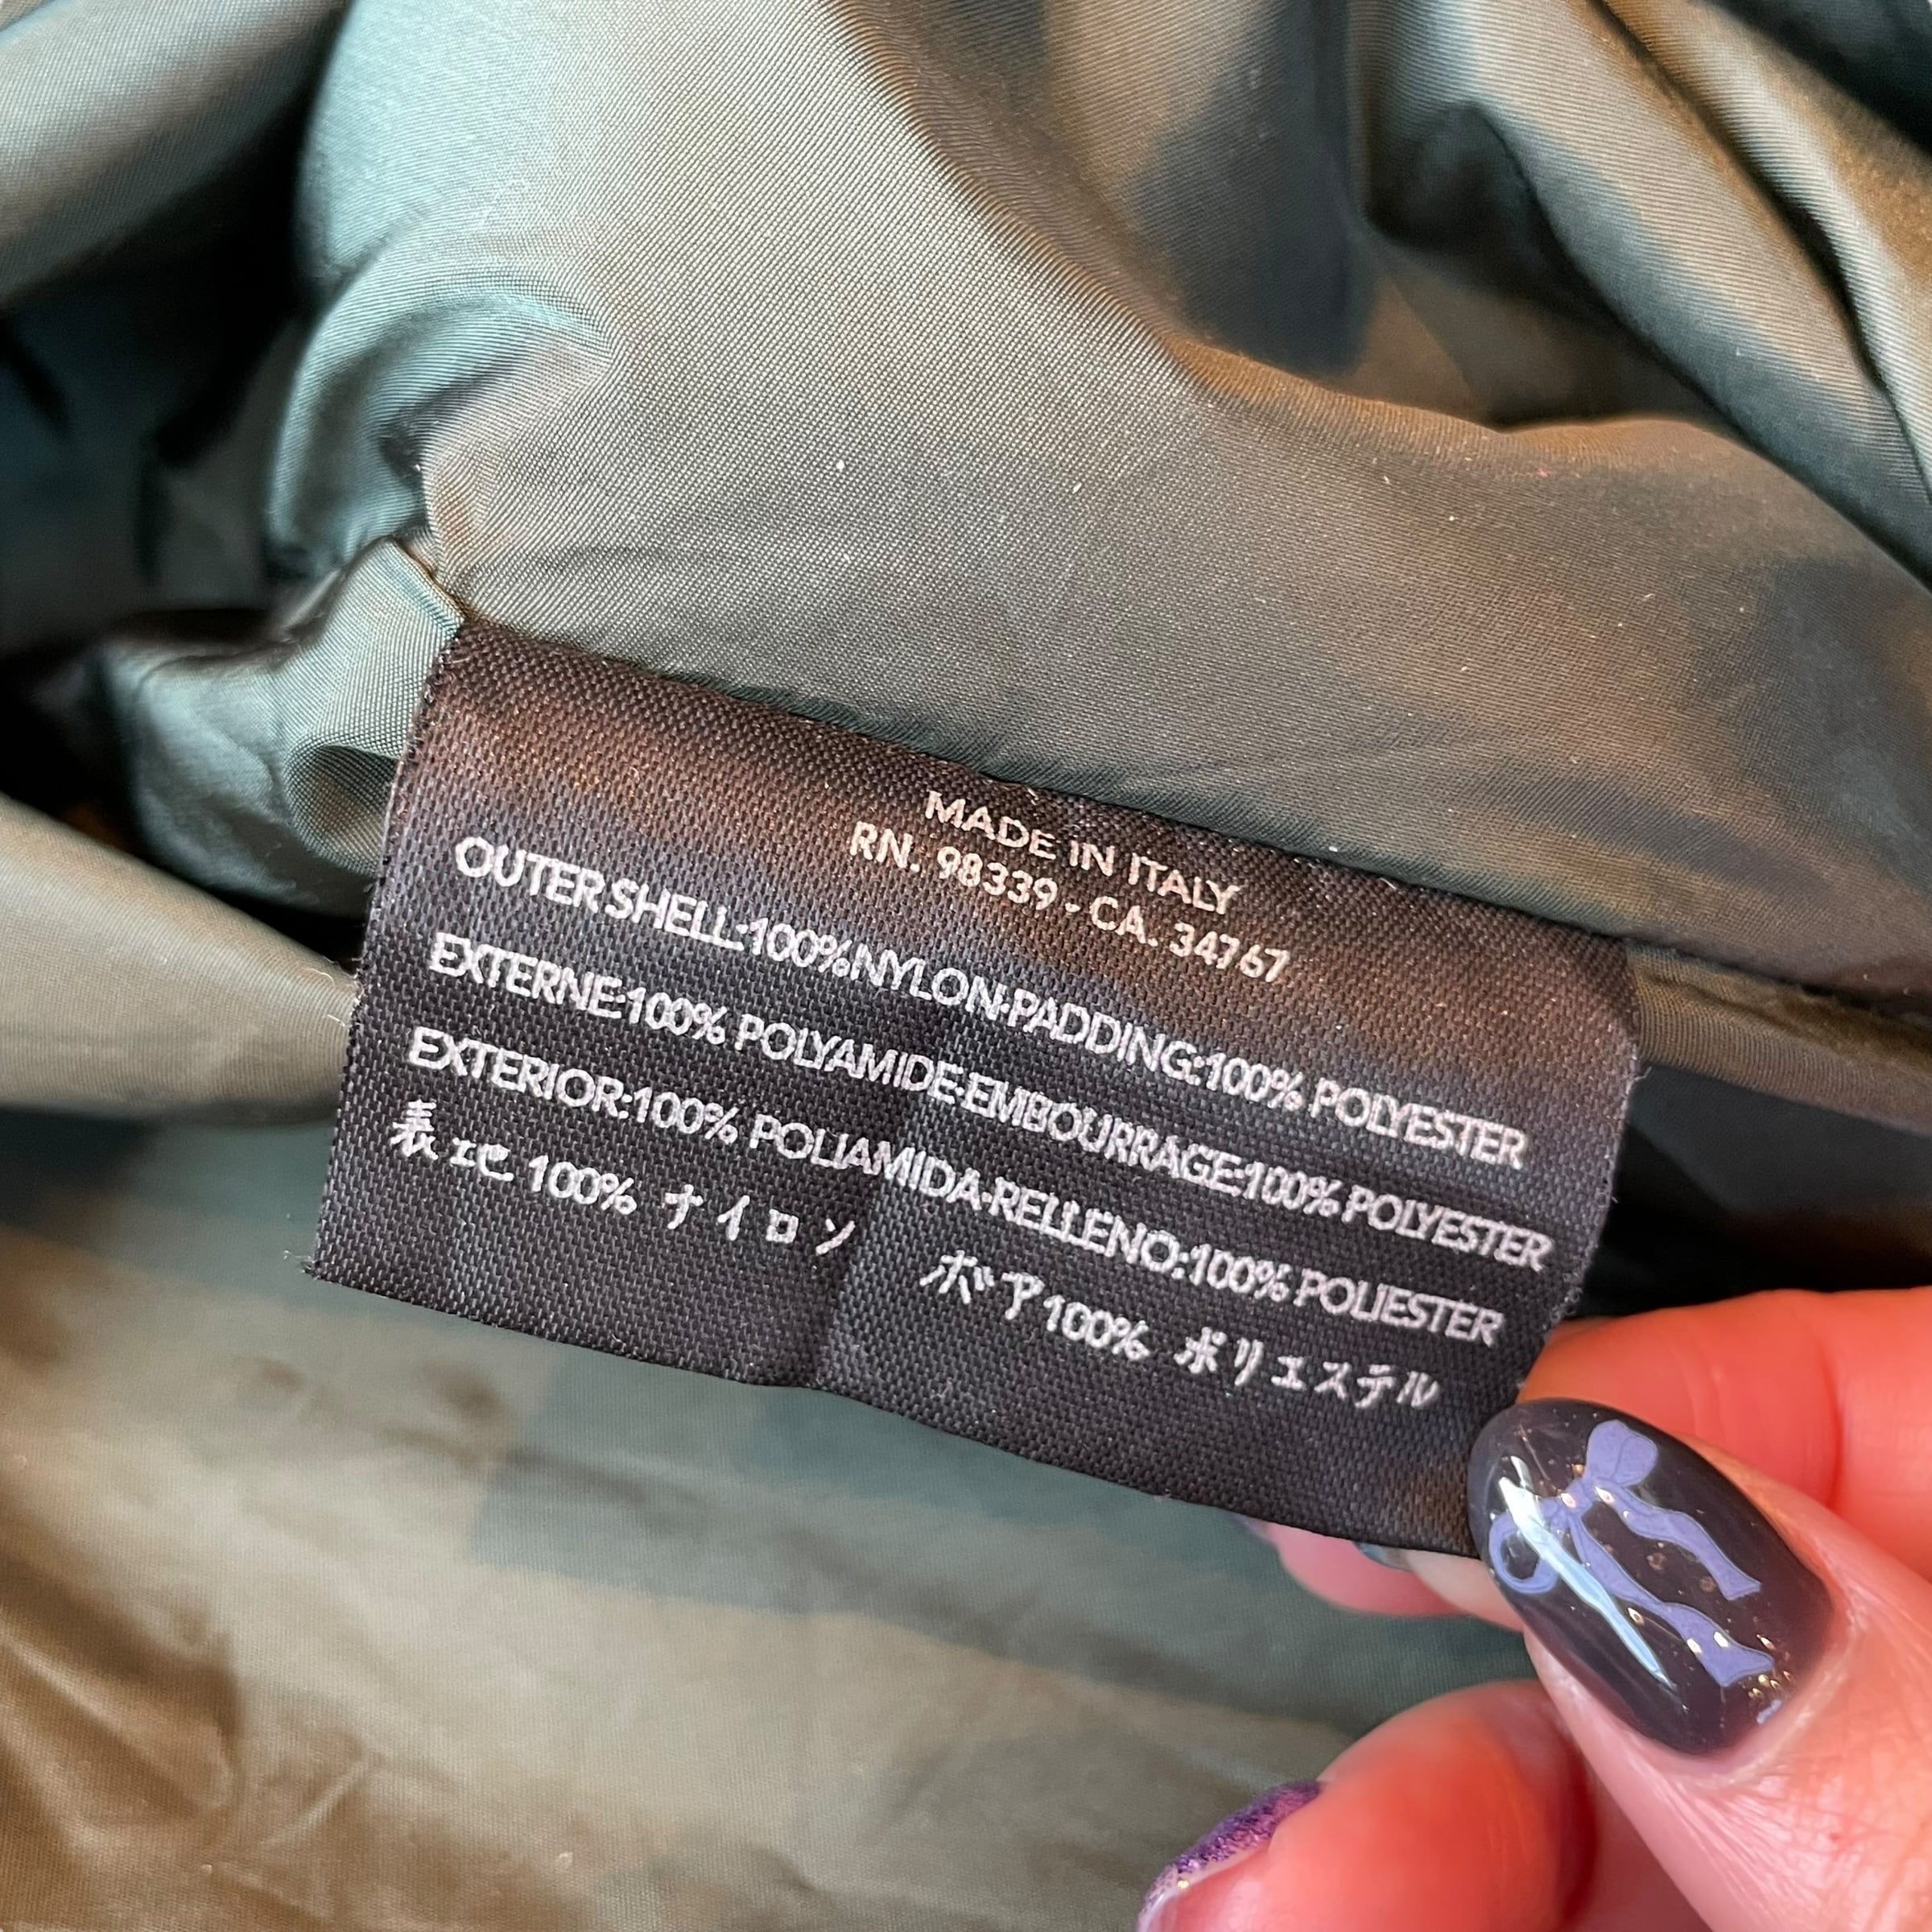 MADE IN ITALY
RN. 98339 - CA. 34767
OUTER SHELL:100%NYLON-PADDING:100% POLYESTER
EXTERNE:100% POLYAMIDE-EMBOURRAGE:100% POLYESTER
EXTERIOR:100% POLIAMIDA-RELLENO:100% POLIESTER
表地 100% ナイロン ボア100% ポリエステル